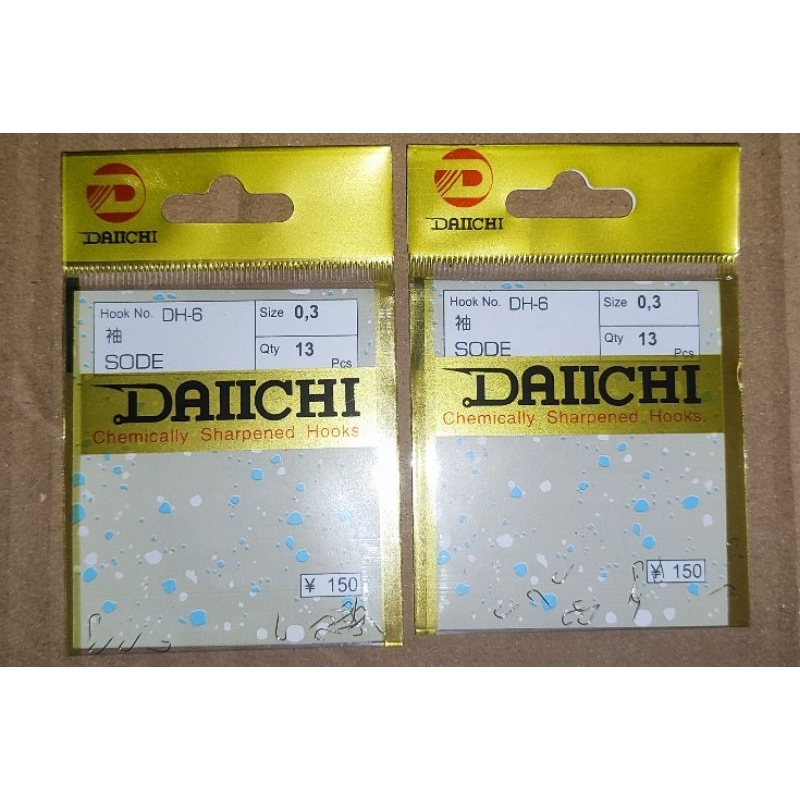 DAIICHI
Hook No. DH-6
Size 0,3
袖
SODE
Qty 13 Pcs
DAIICHI
Chemically Sharpened Hooks
¥ 150
DAIICHI
Hook No. DH-6
Size 0,3
袖
SODE
Qty 13 Pcs
DAIICHI
Chemically Sharpened Hooks.
¥ 150